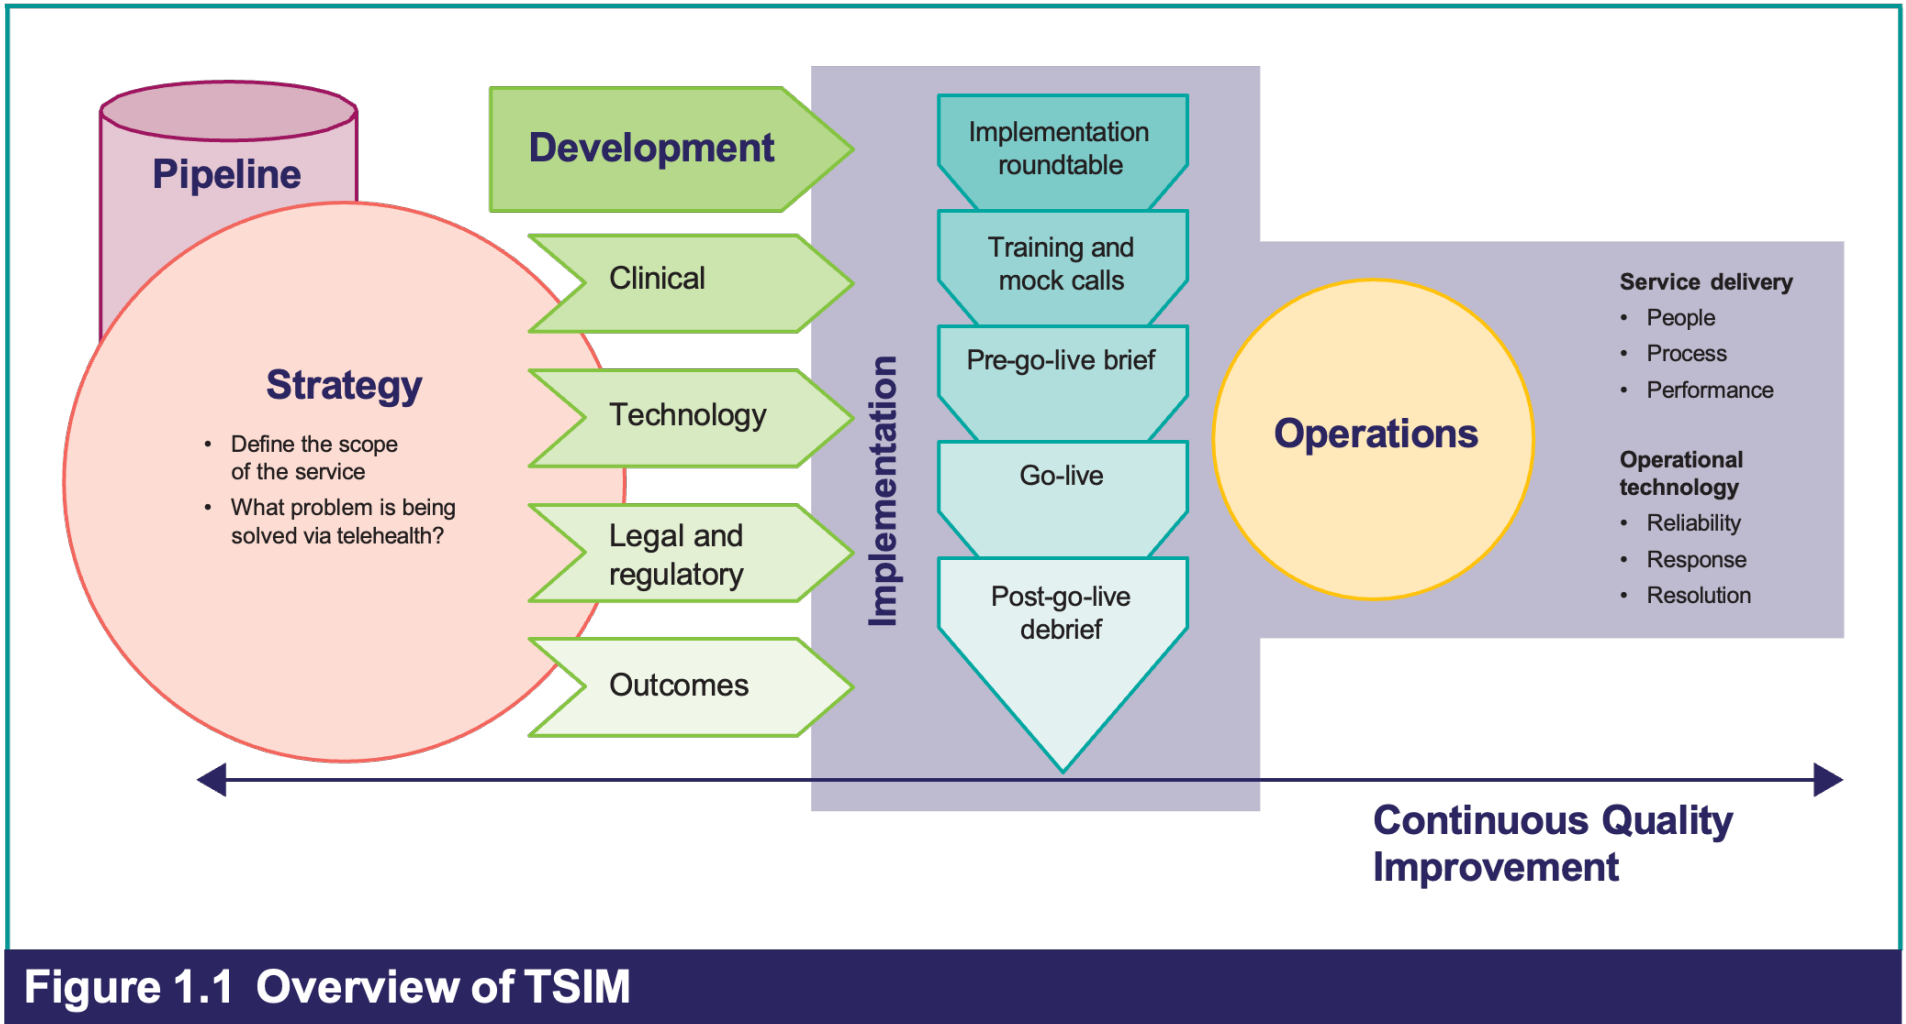 Pipeline
Strategy
• Define the scope
of the service
• What problem is being
solved via telehealth?
Development
Clinical
Technology
Legal and
regulatory
Outcomes
Implementation
Implementation
roundtable
Training and
mock calls
Pre-go-live brief
Go-live
Post-go-live
debrief
Operations
Service delivery
• People
• Process
• Performance
Operational
technology
• Reliability
• Response
• Resolution
Continuous Quality
Improvement
Figure 1.1 Overview of TSIM